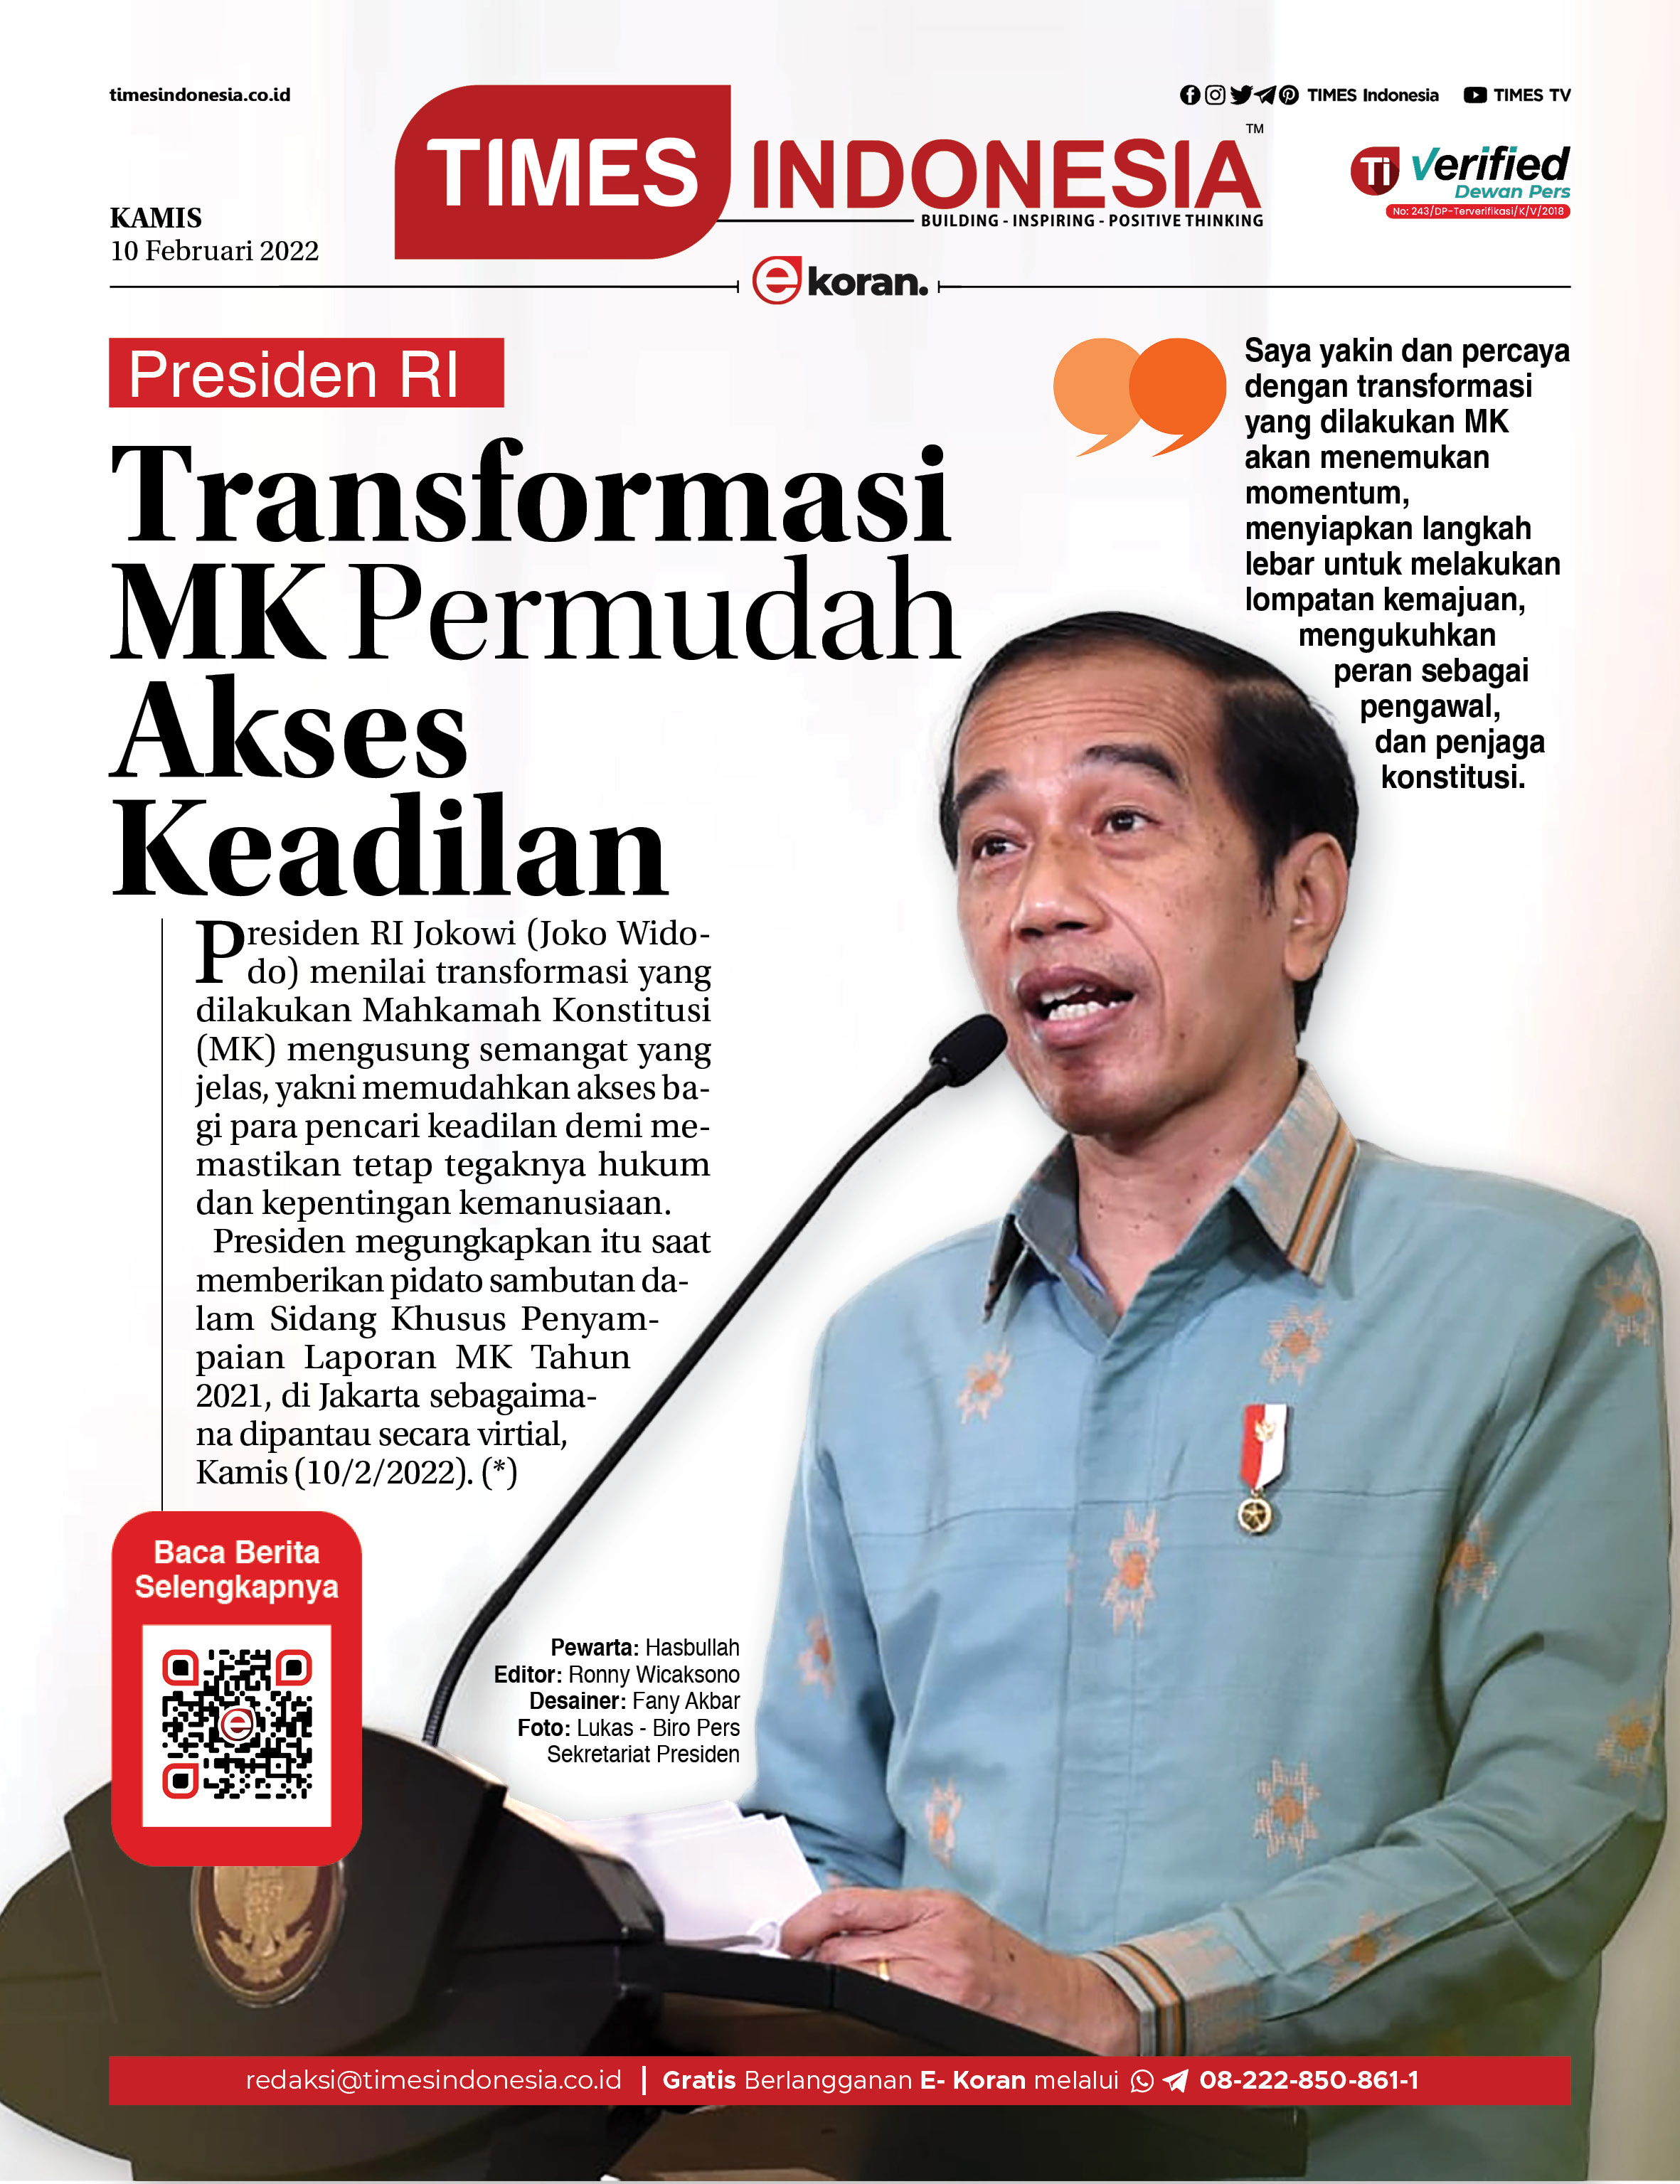 timesindonesia.co.id
TIMES Indonesia
TIMES TV
TIMES INDONESIA
TM
BUILDING - INSPIRING - POSITIVE THINKING
Ti Verified
Dewan Pers
No: 243/DP-Terverifikasi/K/V/2018
KAMIS
10 Februari 2022
e koran.
Presiden RI
Transformasi
MK Permudah
Akses
Keadilan
Saya yakin dan percaya
dengan transformasi
yang dilakukan MK
akan menemukan
momentum,
menyiapkan langkah
lebar untuk melakukan
lompatan kemajuan,
mengukuhkan
peran sebagai
pengawal,
dan penjaga
konstitusi.
Presiden RI Jokowi (Joko Wido-
do) menilai transformasi yang
dilakukan Mahkamah Konstitusi
(MK) mengusung semangat yang
jelas, yakni memudahkan akses ba-
gi para pencari keadilan demi me-
mastikan tetap tegaknya hukum
dan kepentingan kemanusiaan.
Presiden megungkapkan itu saat
memberikan pidato sambutan da-
lam Sidang Khusus Penyam-
paian Laporan MK Tahun
2021, di Jakarta sebagaima-
na dipantau secara virtial,
Kamis (10/2/2022). (*)
Baca Berita
Selengkapnya
e
Pewarta: Hasbullah
Editor: Ronny Wicaksono
Desainer: Fany Akbar
Foto: Lukas - Biro Pers
Sekretariat Presiden
redaksi@timesindonesia.co.id | Gratis Berlangganan E- Koran melalui 08-222-850-861-1